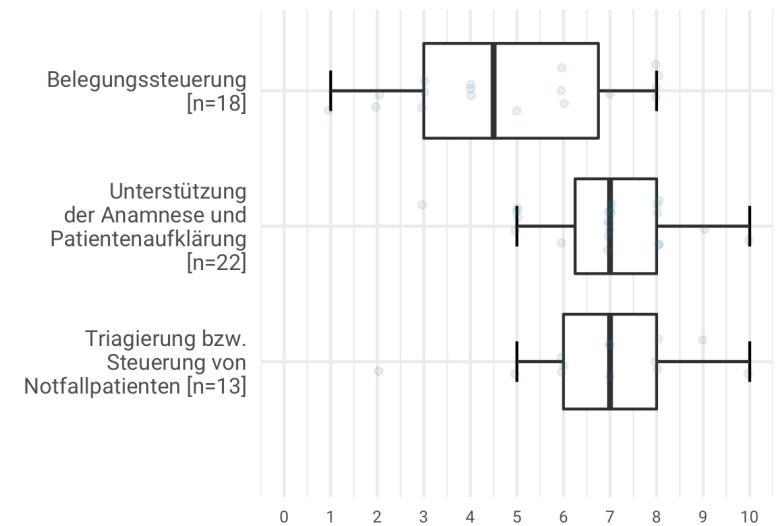 Belegungssteuerung
[n=18]
Unterstützung
der Anamnese und
Patientenaufklärung
[n=22]
Triagierung bzw.
Steuerung von
Notfallpatienten [n=13]
0 1 2 3 4 5 6 7 8 9 10